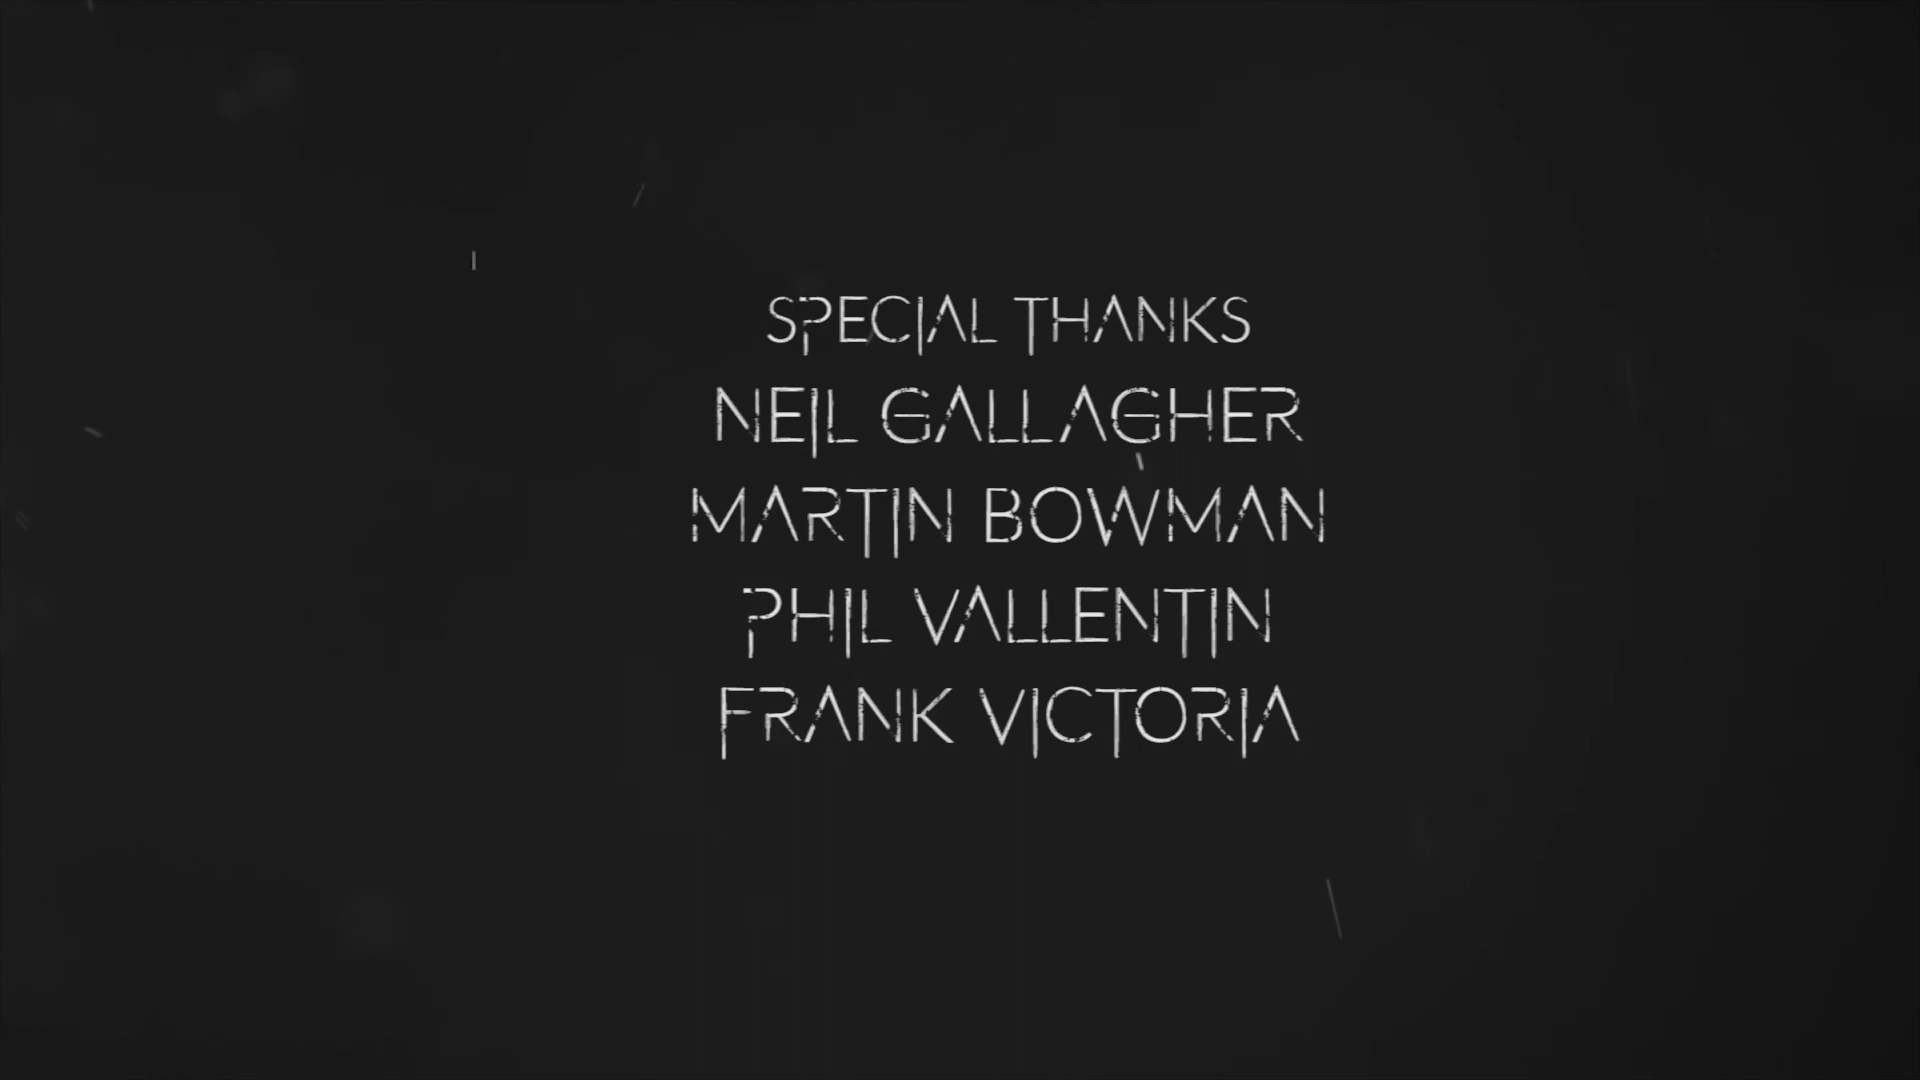 SPECIAL THANKS
NEIL GALLAGHER
MARTIN BOWMAN
PHIL VALLENTIN
FRANK VICTORIA